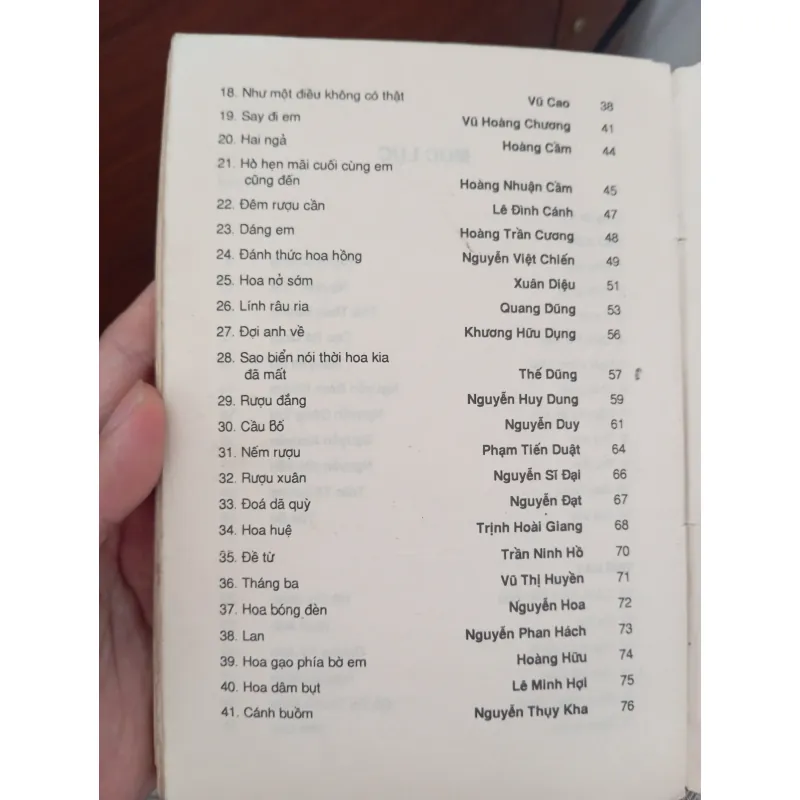 18. Như một điều không có thật Vũ Cao 38
19. Say đi em Vũ Hoàng Chương 41
20. Hai ngả Hoàng Cầm 44
21. Hò hẹn mãi cuối cùng em
cũng đến Hoàng Nhuận Cầm 45
22. Đêm rượu cần Lê Đình Cánh 47
23. Dáng em Hoàng Trần Cương 48
24. Đánh thức hoa hồng Nguyễn Việt Chiến 49
25. Hoa nở sớm Xuân Diệu 51
26. Lính râu ria Quang Dũng 53
27. Đợi anh về Khương Hữu Dụng 56
28. Sao biển nói thời hoa kia
đã mất Thế Dũng 57
29. Rượu đắng Nguyễn Huy Dung 59
30. Cầu Bố Nguyễn Duy 61
31. Nếm rượu Phạm Tiến Duật 64
32. Rượu xuân Nguyễn Sĩ Đại 66
33. Đoá dã quỳ Nguyễn Đạt 67
34. Hoa huệ Trịnh Hoài Giang 68
35. Đề từ Trần Ninh Hồ 70
36. Tháng ba Vũ Thị Huyền 71
37. Hoa bóng đèn Nguyễn Hoa 72
38. Lan Nguyễn Phan Hách 73
39. Hoa gạo phía bờ em Hoàng Hữu 74
40. Hoa dâm bụt Lê Minh Hợi 75
41. Cánh buồm Nguyễn Thụy Kha 76